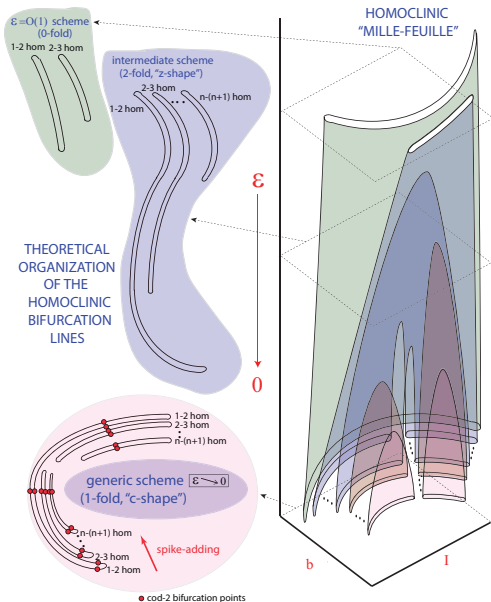 ε=O(1) scheme
(0-fold)
1-2 hom 2-3 hom
intermediate scheme
(2-fold, "z-shape")
2-3 hom
1-2 hom
n-(n+1) hom
...
HOMOCLINIC
"MILLE-FEUILLE"
ε
0
THEORETICAL
ORGANIZATION
OF THE
HOMOCLINIC
BIFURCATION
LINES
1-2 hom
2-3 hom
n-(n+1) hom
generic scheme ε→0
(1-fold, "c-shape")
n-(n+1) hom
2-3 hom
1-2 hom
spike-adding
b
I
cod-2 bifurcation points